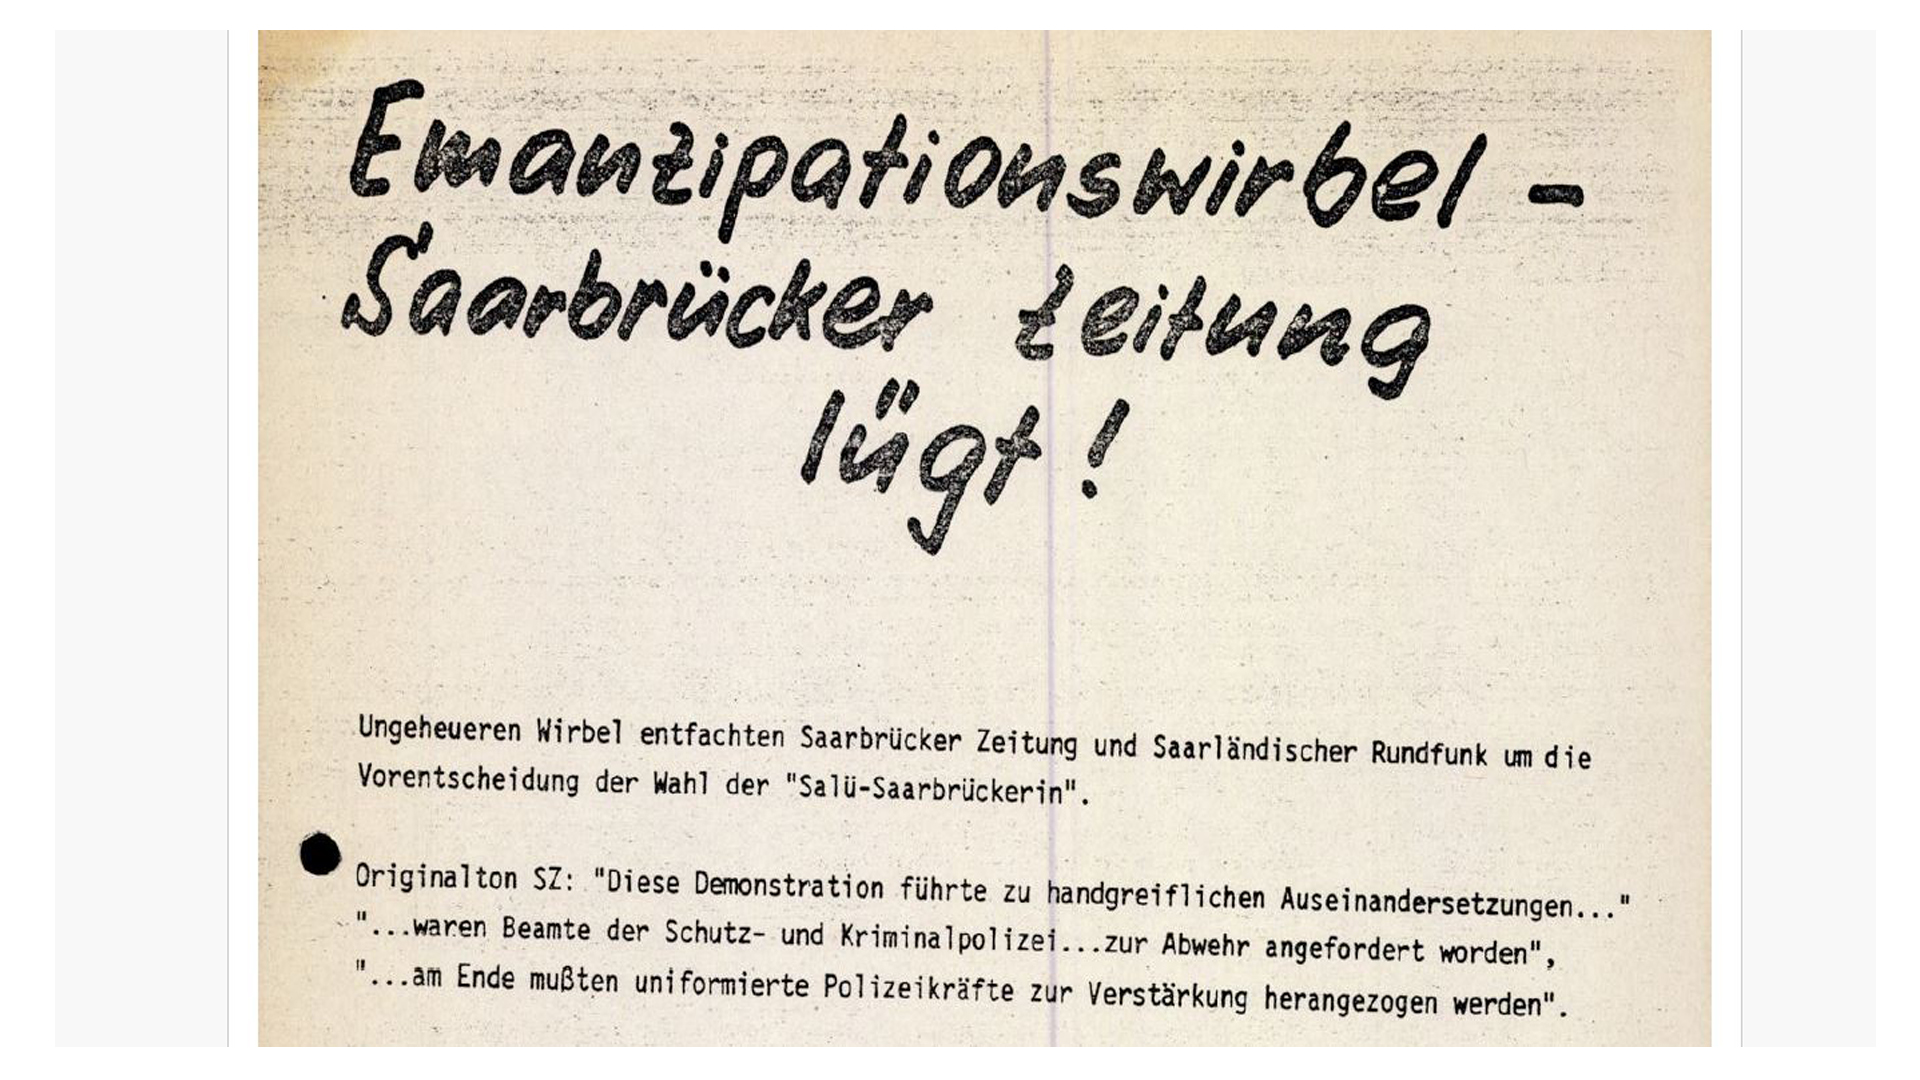 Emanzipationswirbel -
Saarbrücker Zeitung
lügt!
Ungeheueren Wirbel entfachten Saarbrücker Zeitung und Saarländischer Rundfunk um die
Vorentscheidung der Wahl der "Salü-Saarbrückerin".
Originalton SZ: "Diese Demonstration führte zu handgreiflichen Auseinandersetzungen..."
"...waren Beamte der Schutz- und Kriminalpolizei...zur Abwehr angefordert worden",
"...am Ende mußten uniformierte Polizeikräfte zur Verstärkung herangezogen werden".